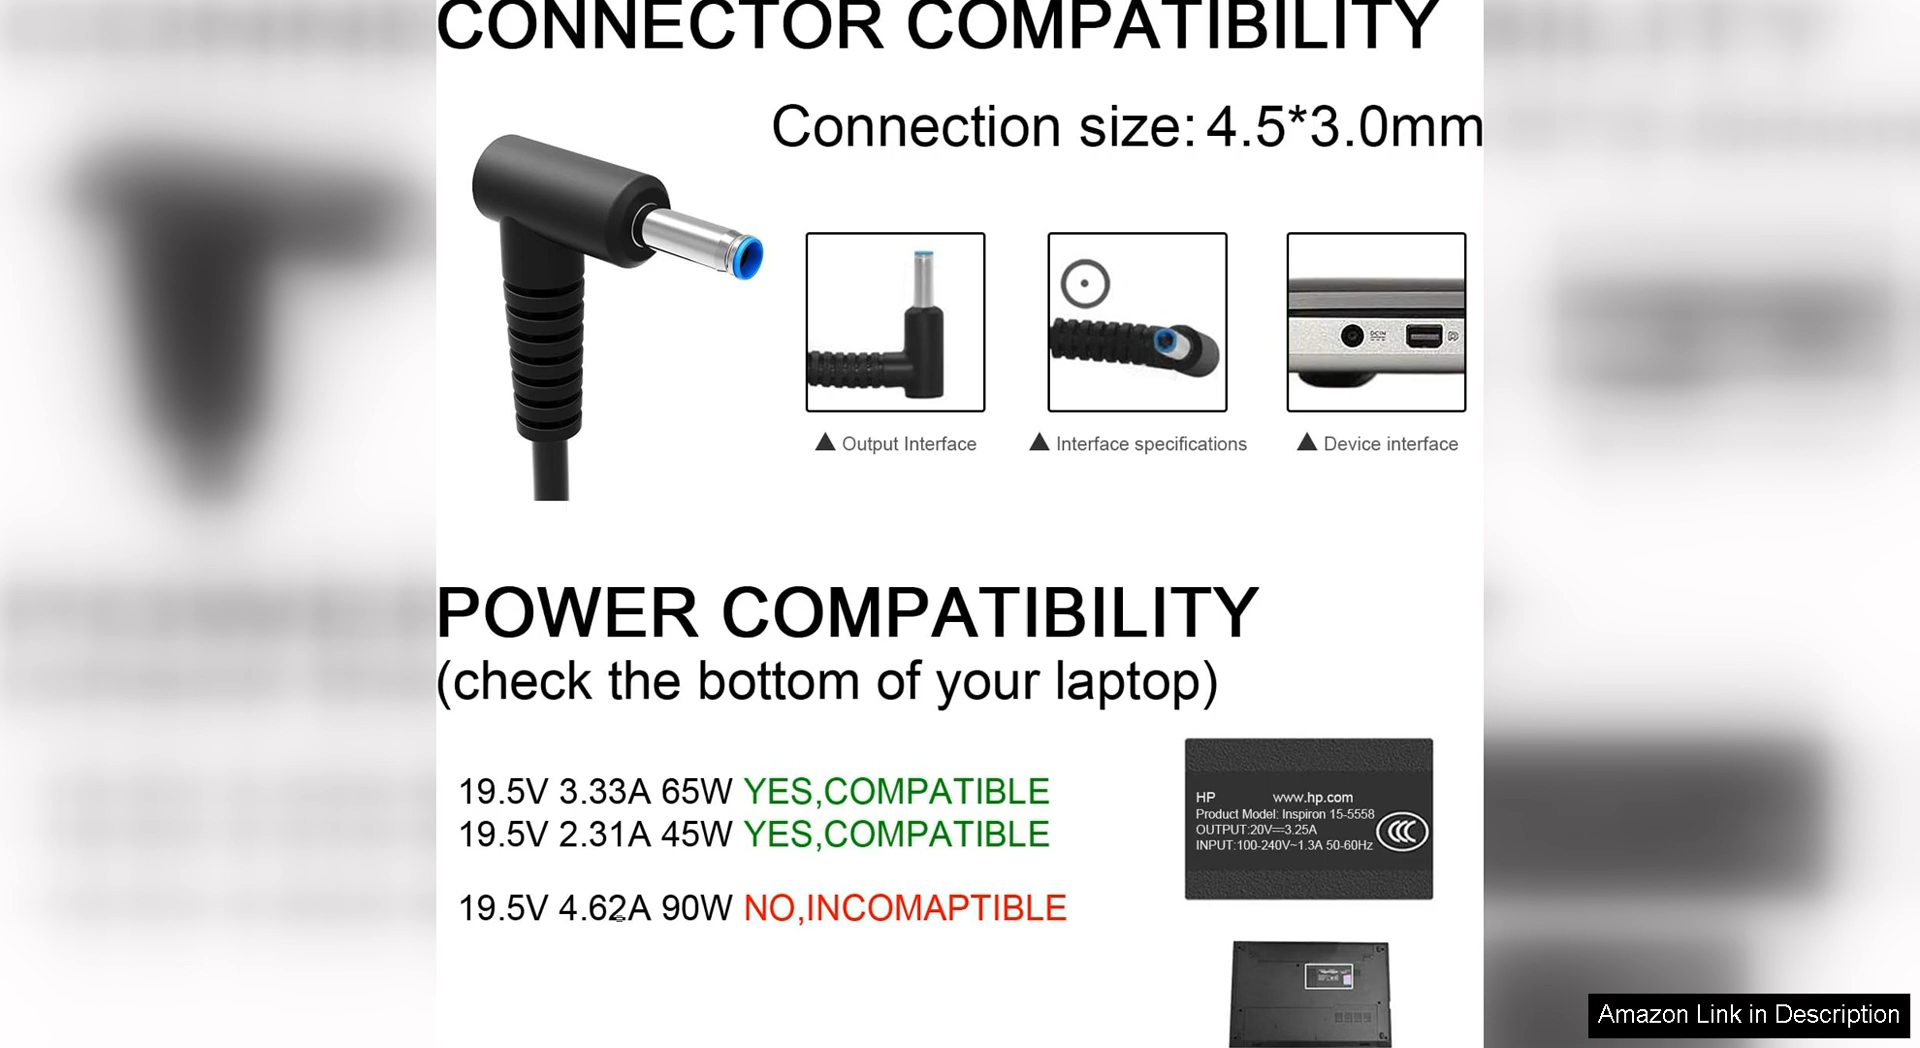 CONNECTOR COMPATIBILITY
Connection size: 4.5*3.0mm
▲ Output Interface
▲ Interface specifications
▲ Device interface
DC IN
POWER COMPATIBILITY
(check the bottom of your laptop)
19.5V 3.33A 65W YES,COMPATIBLE
19.5V 2.31A 45W YES,COMPATIBLE
19.5V 4.62A 90W NO,INCOMAPTIBLE
HP www.hp.com
Product Model: Inspiron 15-5558
OUTPUT:20V⎓3.25A
INPUT:100-240V~1.3A 50-60Hz
Amazon Link in Description